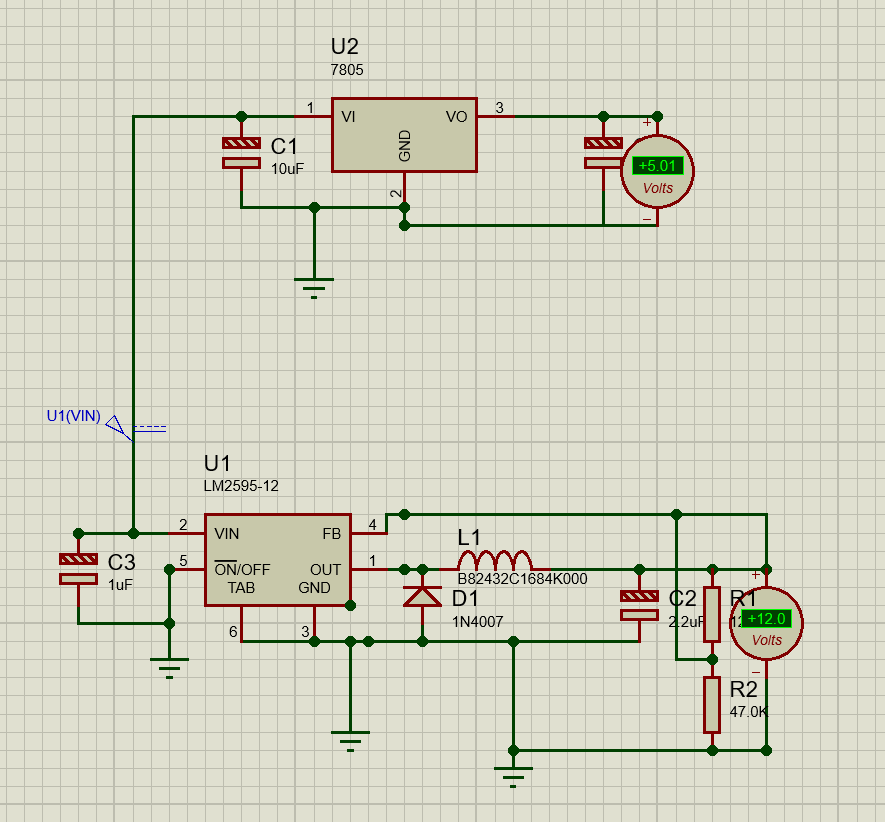 U2
7805
1
VI
VO
3
C1
10uF
GND
2
+
+5.01
Volts
−
U1(VIN)
U1
LM2595-12
2
VIN
FB
4
5
ON/OFF
OUT
1
TAB
GND
6
3
C3
1uF
L1
B82432C1684K000
D1
1N4007
C2
2.2uF
R1
+
+12.0
Volts
−
R2
47.0K